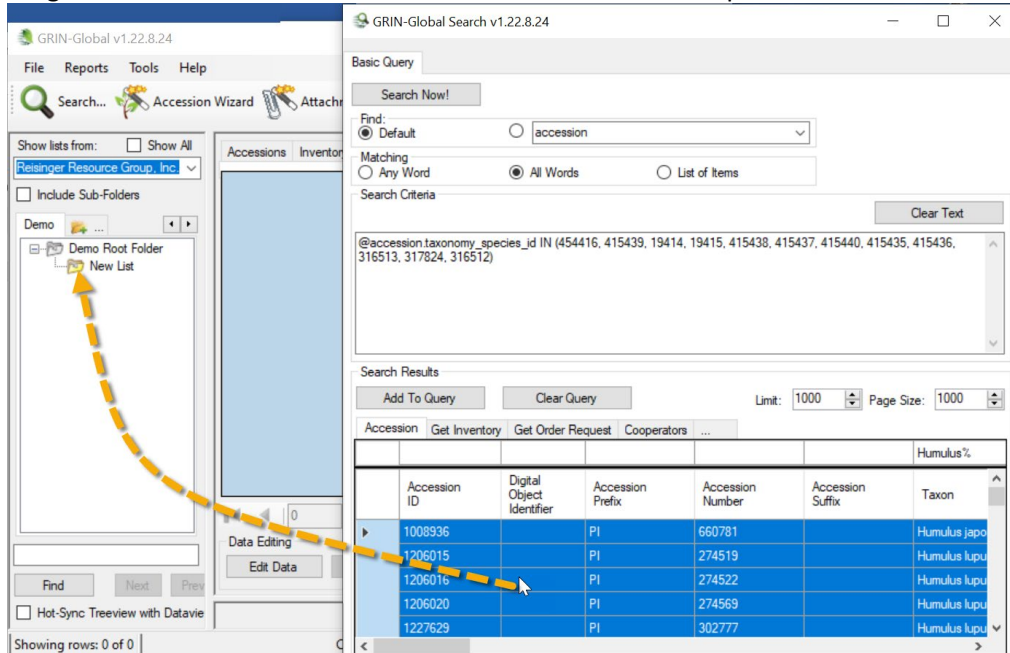 GRIN-Global v1.22.8.24
File Reports Tools Help
Search... Accession Wizard Attachr
Show lists from: Show All
Reisinger Resource Group, Inc.
Include Sub-Folders
Demo ...
Demo Root Folder
New List
Find Next Prev
Hot-Sync Treeview with Datavie
Showing rows: 0 of 0
Accessions Inventor
0
Data Editing
Edit Data
GRIN-Global Search v1.22.8.24
Basic Query
Search Now!
Find:
Default accession
Matching
Any Word All Words List of Items
Search Criteria
Clear Text
@accession.taxonomy_species_id IN (454416, 415439, 19414, 19415, 415438, 415437, 415440, 415435, 415436,
316513, 317824, 316512)
Search Results
Add To Query Clear Query Limit: 1000 Page Size: 1000
Accession Get Inventory Get Order Request Cooperators ...
Humulus%
Accession ID Digital Object Identifier Accession Prefix Accession Number Accession Suffix Taxon
1008936 PI 660781 Humulus japo
1206015 PI 274519 Humulus lupu
1206016 PI 274522 Humulus lupu
1206020 PI 274569 Humulus lupu
1227629 PI 302777 Humulus lupu